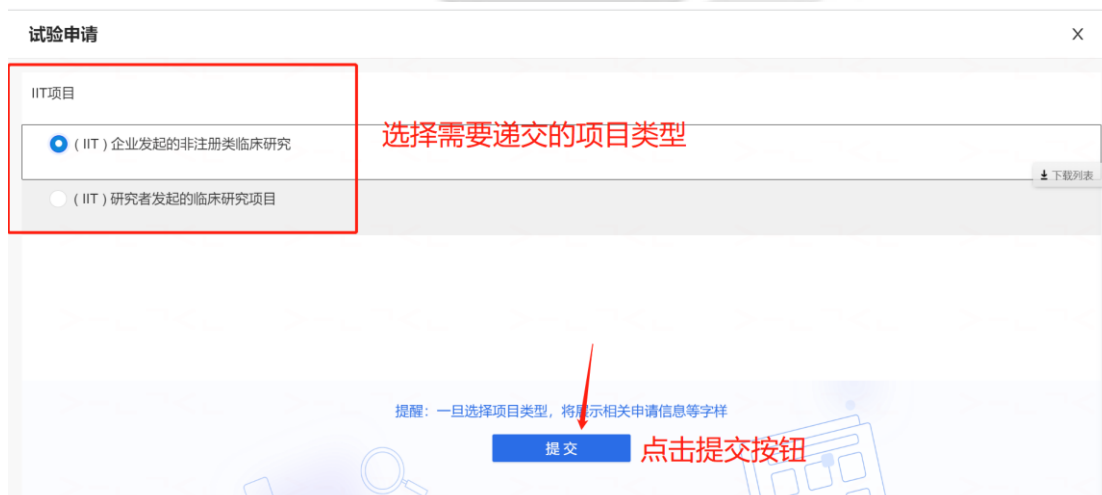 试验申请
X
IIT项目
( IIT ) 企业发起的非注册类临床研究
选择需要递交的项目类型
下载列表
( IIT ) 研究者发起的临床研究项目
提醒：一旦选择项目类型，将展示相关申请信息等字样
提交
点击提交按钮